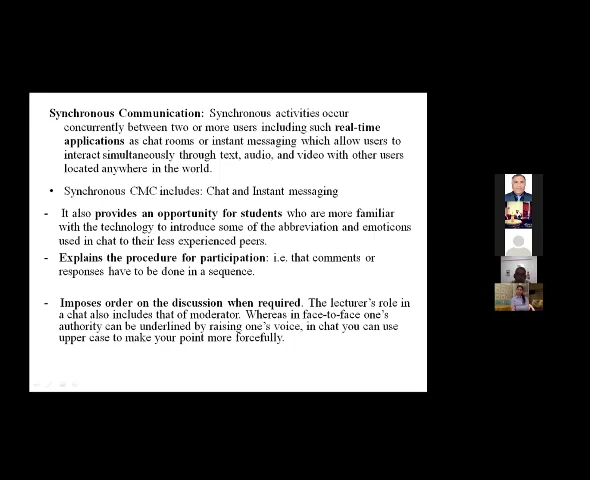 Synchronous Communication: Synchronous activities occur
concurrently between two or more users including such real-time
applications as chat rooms or instant messaging which allow users to
interact simultaneously through text, audio, and video with other users
located anywhere in the world.
• Synchronous CMC includes: Chat and Instant messaging
- It also provides an opportunity for students who are more familiar
with the technology to introduce some of the abbreviation and emoticons
used in chat to their less experienced peers.
- Explains the procedure for participation: i.e. that comments or
responses have to be done in a sequence.
- Imposes order on the discussion when required. The lecturer's role in
a chat also includes that of moderator. Whereas in face-to-face one's
authority can be underlined by raising one's voice, in chat you can use
upper case to make your point more forcefully.